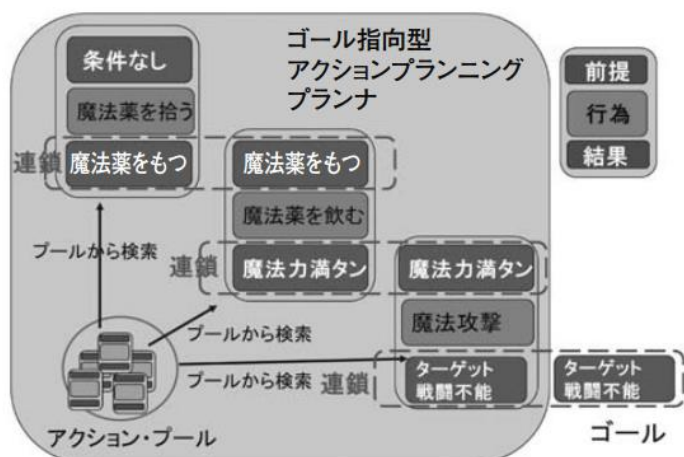 ゴール指向型
アクションプランニング
プランナ
条件なし
魔法薬を拾う
連鎖
魔法薬をもつ
魔法薬をもつ
魔法薬を飲む
連鎖
魔法力満タン
魔法力満タン
魔法攻撃
連鎖
ターゲット
戦闘不能
ターゲット
戦闘不能
ゴール
プールから検索
プールから検索
プールから検索
アクション・プール
前提
行為
結果